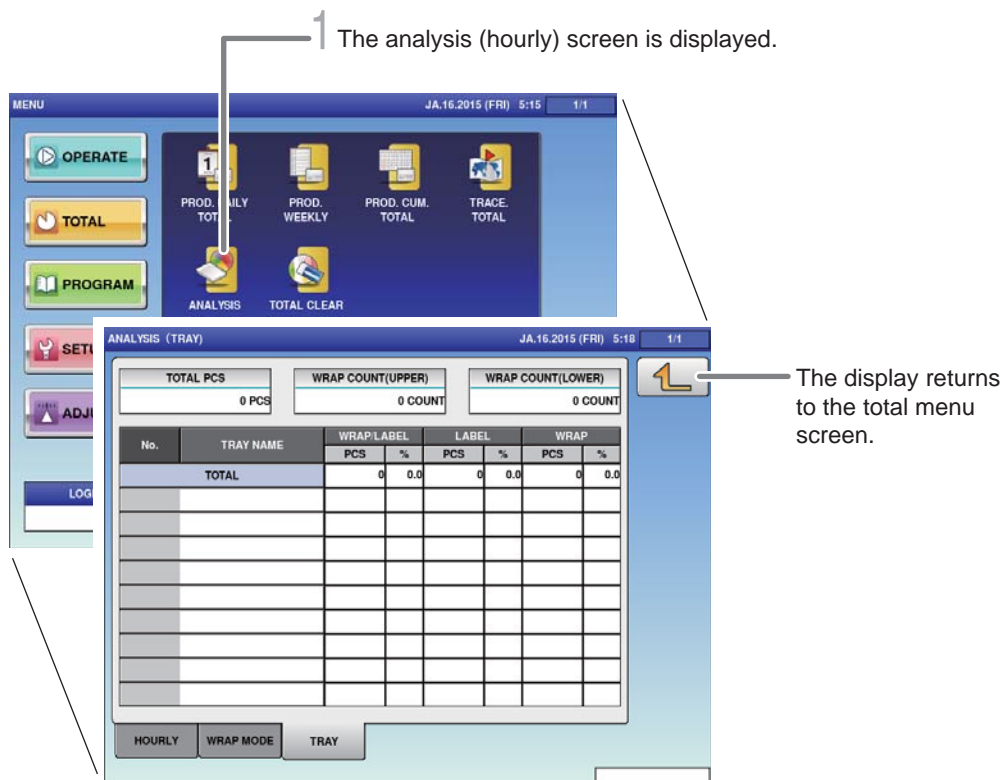 1 The analysis (hourly) screen is displayed.
MENU
JA.16.2015 (FRI) 5:15 1/1
OPERATE
TOTAL
PROGRAM
PROD. WEEKLY
PROD. CUM. TOTAL
TRACE. TOTAL
ANALYSIS
TOTAL CLEAR
ANALYSIS (TRAY)
JA.16.2015 (FRI) 5:18 1/1
TOTAL PCS
0 PCS
WRAP COUNT(UPPER)
0 COUNT
WRAP COUNT(LOWER)
0 COUNT
No. TRAY NAME WRAP/LABEL LABEL WRAP
PCS % PCS % PCS %
TOTAL 0 0.0 0 0.0 0 0.0
HOURLY WRAP MODE TRAY
The display returns
to the total menu
screen.